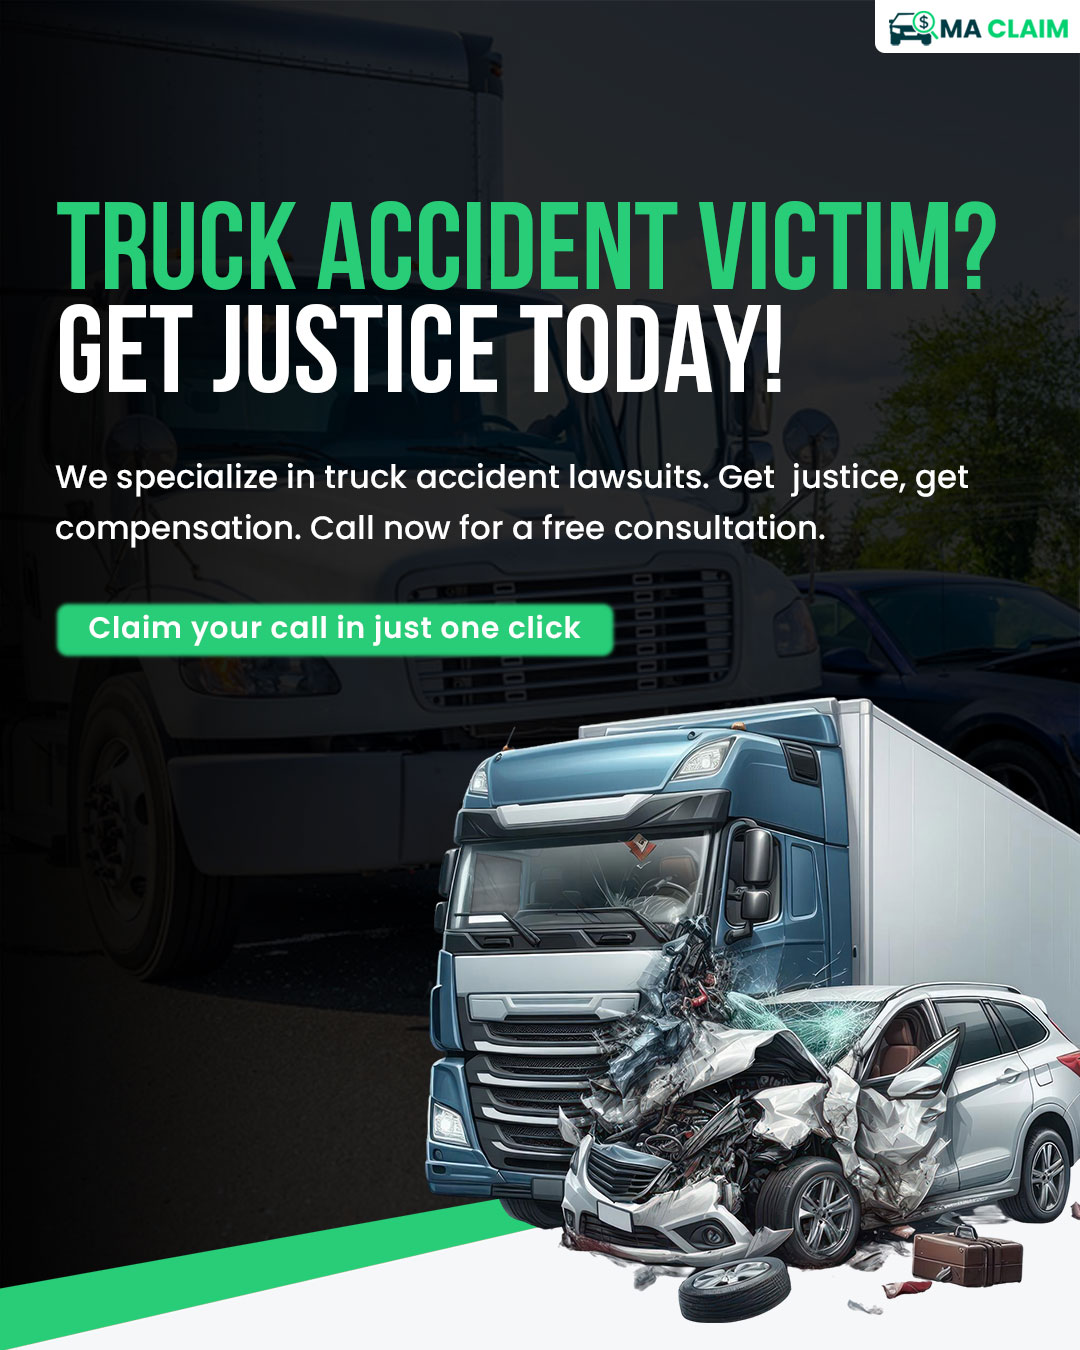 MA CLAIM
TRUCK ACCIDENT VICTIM?
GET JUSTICE TODAY!
We specialize in truck accident lawsuits. Get  justice, get
compensation. Call now for a free consultation.
Claim your call in just one click